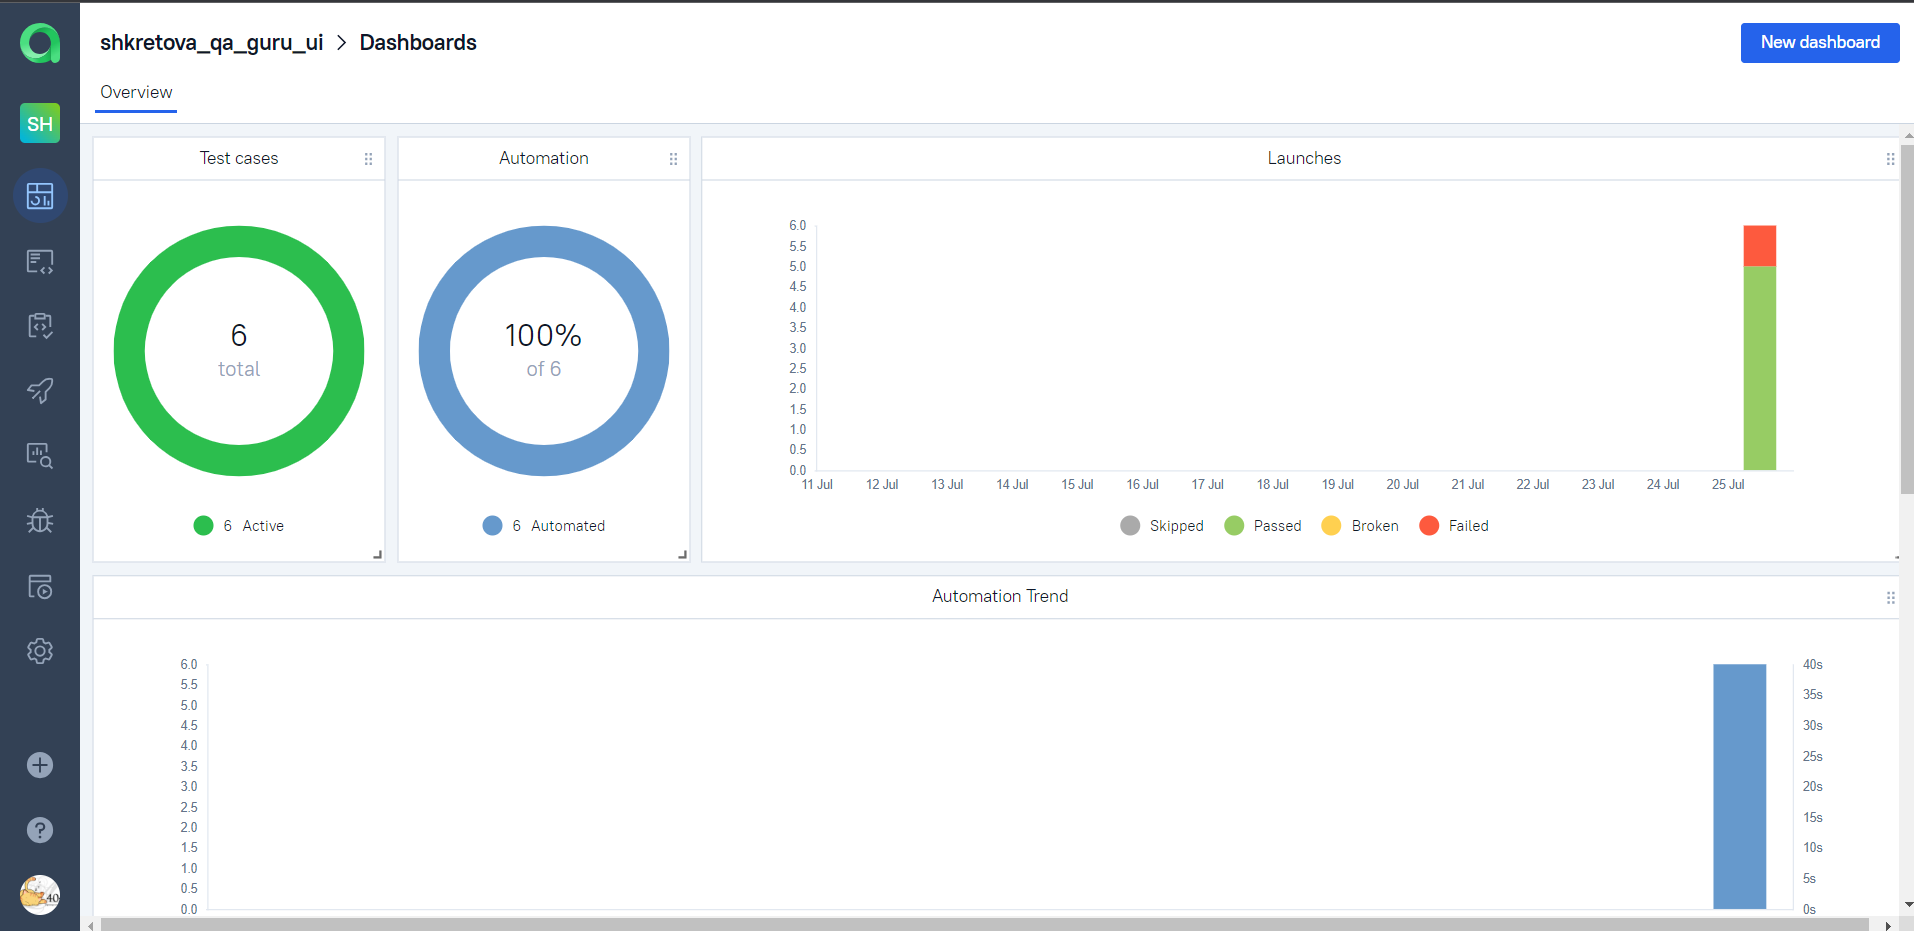 shkretova_qa_guru_ui > Dashboards
New dashboard
Overview
SH
Test cases
6
total
6 Active
Automation
100%
of 6
6 Automated
Launches
6.0
5.5
5.0
4.5
4.0
3.5
3.0
2.5
2.0
1.5
1.0
0.5
0.0
11 Jul 12 Jul 13 Jul 14 Jul 15 Jul 16 Jul 17 Jul 18 Jul 19 Jul 20 Jul 21 Jul 22 Jul 23 Jul 24 Jul 25 Jul
Skipped Passed Broken Failed
Automation Trend
6.0
5.5
5.0
4.5
4.0
3.5
3.0
2.5
2.0
1.5
1.0
0.5
0.0
40s
35s
30s
25s
20s
15s
10s
5s
0s
?
40